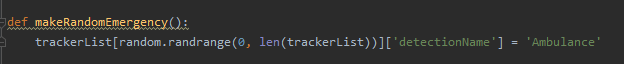 def makeRandomEmergency():
    trackerList[random.randrange(0, len(trackerList))]['detectionName'] = 'Ambulance'